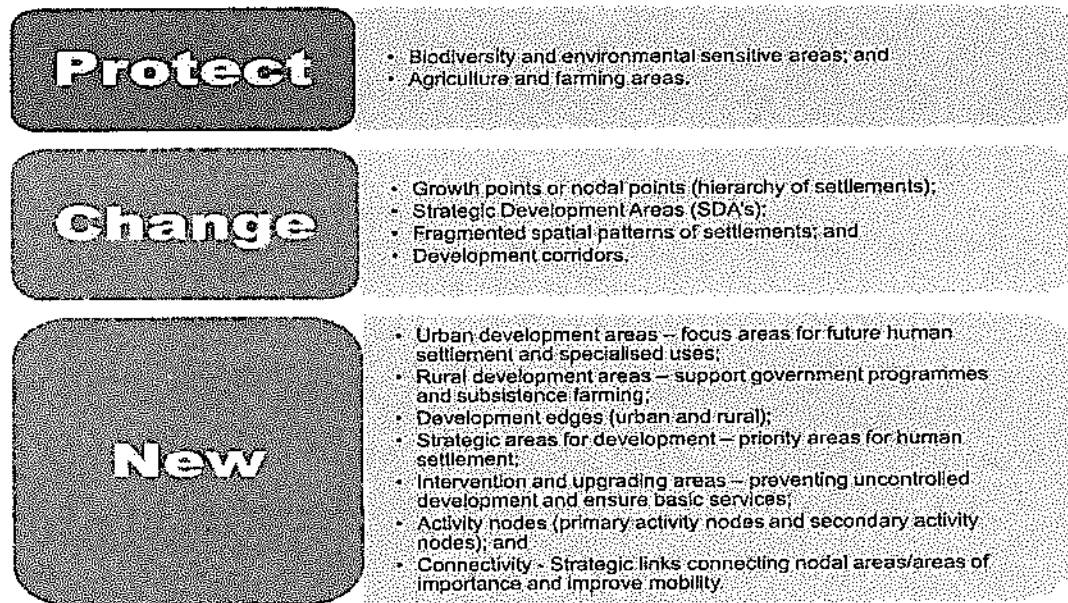 Protect
• Biodiversity and environmental sensitive areas; and
• Agriculture and farming areas.
Change
• Growth points or nodal points (hierarchy of settlements);
• Strategic Development Areas (SDA's);
• Fragmented spatial patterns of settlements; and
• Development corridors.
New
• Urban development areas – focus areas for future human
settlement and specialised uses;
• Rural development areas – support government programmes
and subsistence farming;
• Development edges (urban and rural);
• Strategic areas for development – priority areas for human
settlement;
• Intervention and upgrading areas – preventing uncontrolled
development and ensure basic services;
• Activity nodes (primary activity nodes and secondary activity
nodes); and
• Connectivity - Strategic links connecting nodal areas/areas of
importance and improve mobility.